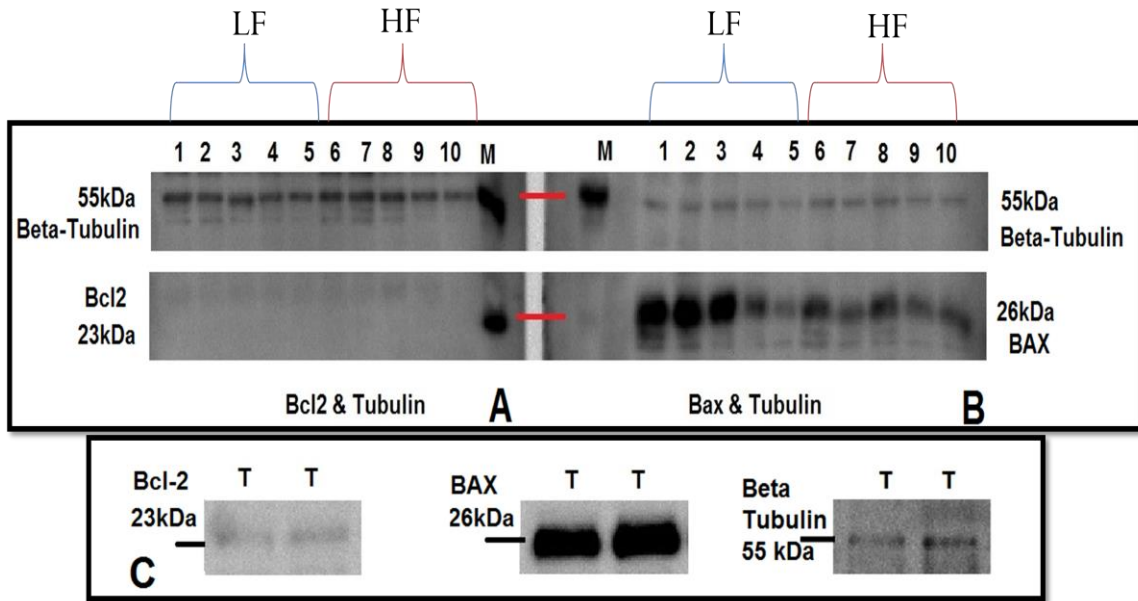 LF HF LF HF
1 2 3 4 5 6 7 8 9 10 M M 1 2 3 4 5 6 7 8 9 10
55kDa
Beta-Tubulin
55kDa
Beta-Tubulin
Bcl2
23kDa
26kDa
BAX
Bcl2 & Tubulin A Bax & Tubulin B
Bcl-2 T T
23kDa
BAX T T
26kDa
Beta T T
Tubulin
55 kDa
C